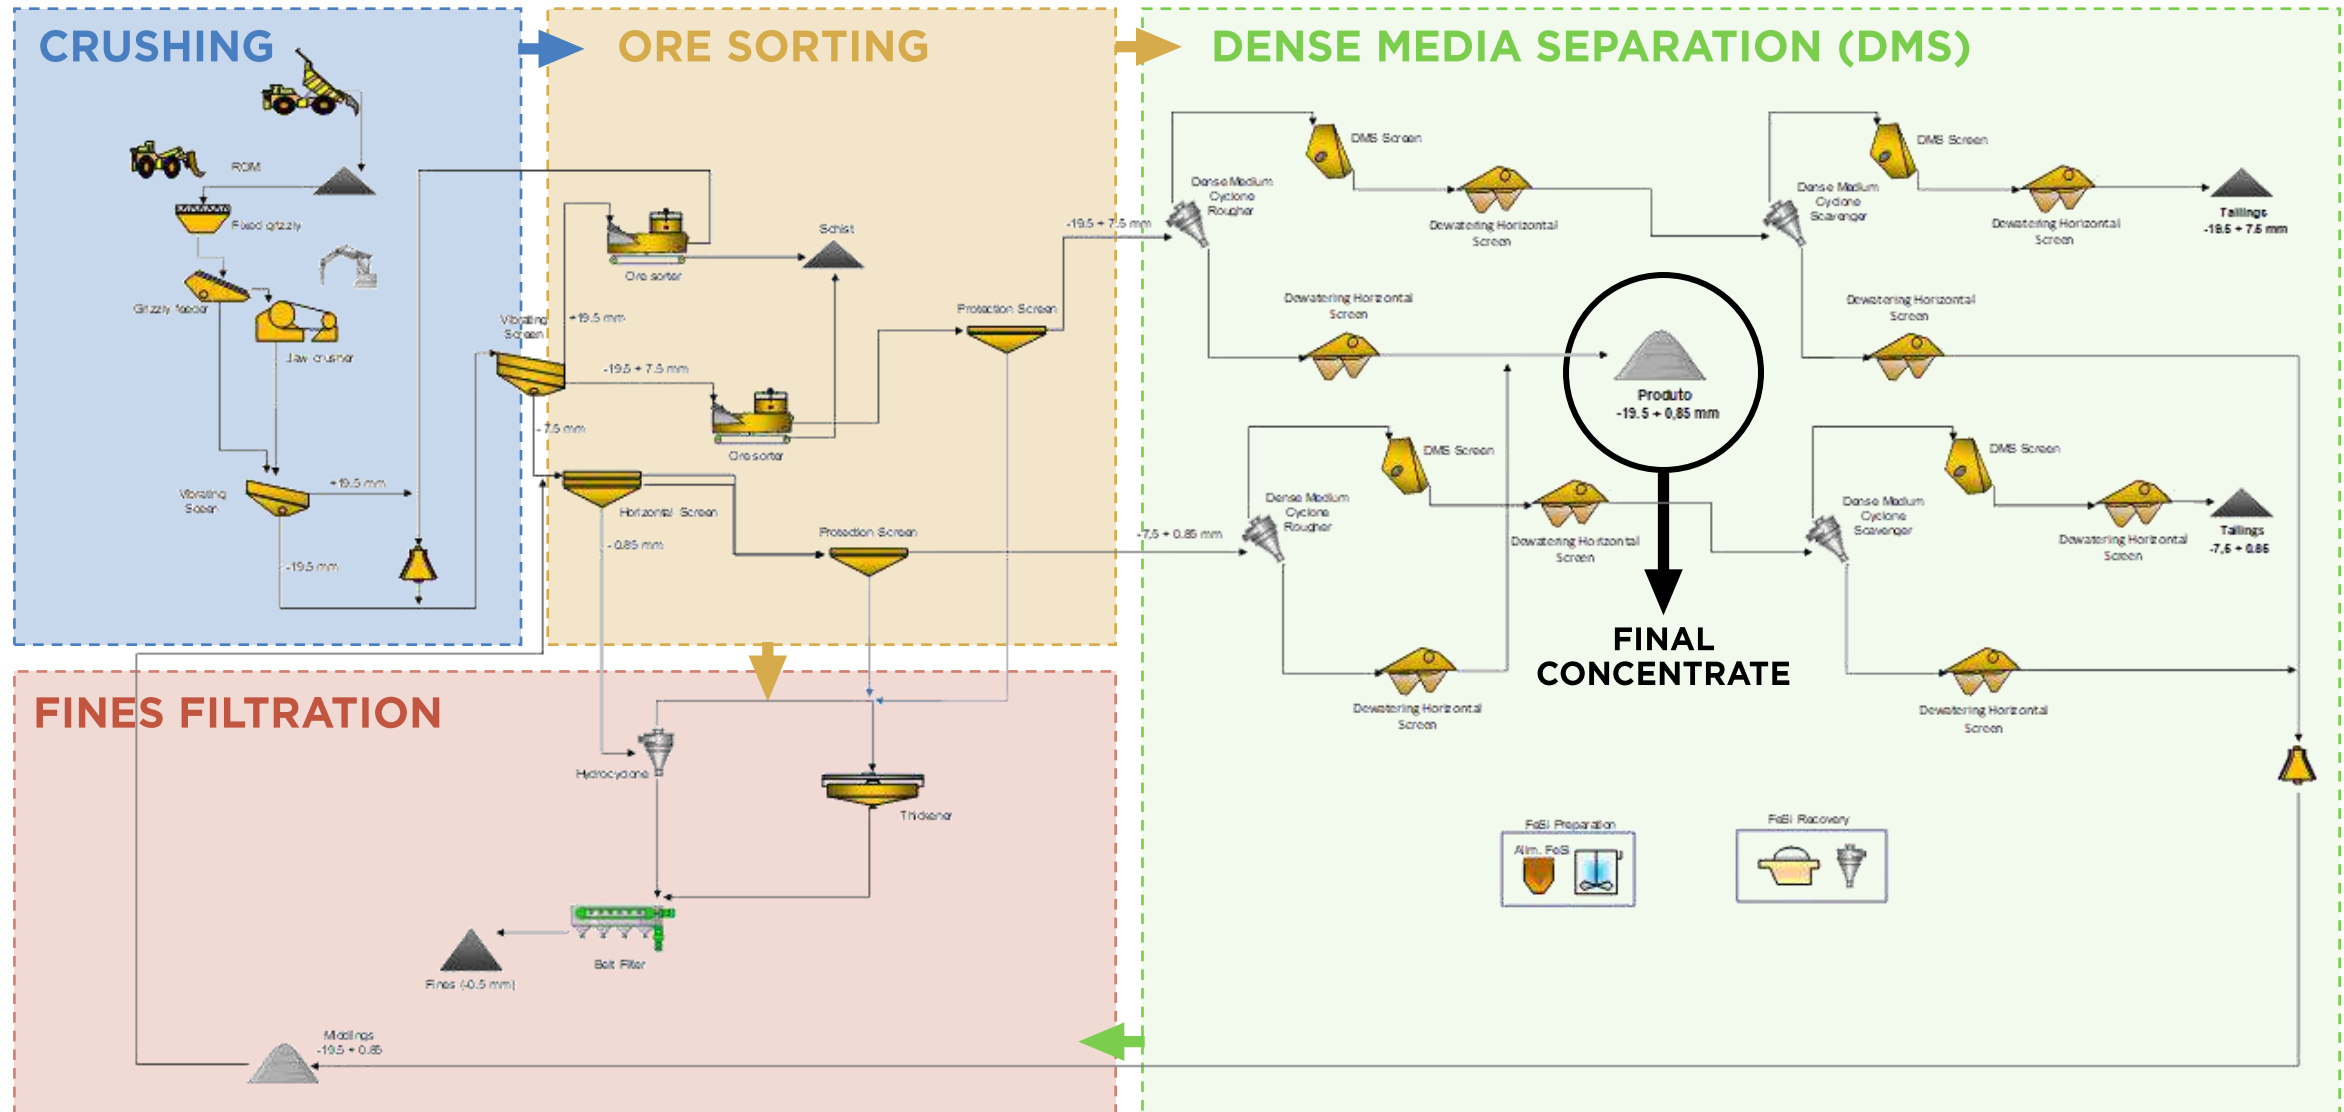 CRUSHING
ROM
Fixed grizzly
Grizzly feeder
Jaw crusher
Vibrating
Sceen
+19.5 mm
-19.5 mm
ORE SORTING
Vibrating
Screen
+19.5 mm
-19.5 + 7.5 mm
- 7.5 mm
Ore sorter
Schist
Ore sorter
Protection Screen
Horizontal Screen
- 0.85 mm
Protection Screen
-19.5 + 7.5 mm
-7,5 + 0.85 mm
DENSE MEDIA SEPARATION (DMS)
DMS Screen
Dense Medium
Cyclone
Rougher
Dewatering Horizontal
Screen
DMS Screen
Dense Medium
Cyclone
Scavenger
Dewatering Horizontal
Screen
Tailings
-19.5 + 7.5 mm
Dewatering Horizontal
Screen
Produto
-19.5 + 0,85 mm
Dewatering Horizontal
Screen
DMS Screen
Dense Medium
Cyclone
Rougher
Dewatering Horizontal
Screen
DMS Screen
Dense Medium
Cyclone
Scavenger
Dewatering Horizontal
Screen
Tailings
-7,5 + 0.85
FINAL
CONCENTRATE
Dewatering Horizontal
Screen
Dewatering Horizontal
Screen
FeSi Preparation
Alim. FeSi
FeSi Recovery
FINES FILTRATION
Hydrocyclone
Thickener
Belt Filter
Fines (-0.5 mm)
Middlings
-19.5 + 0.85